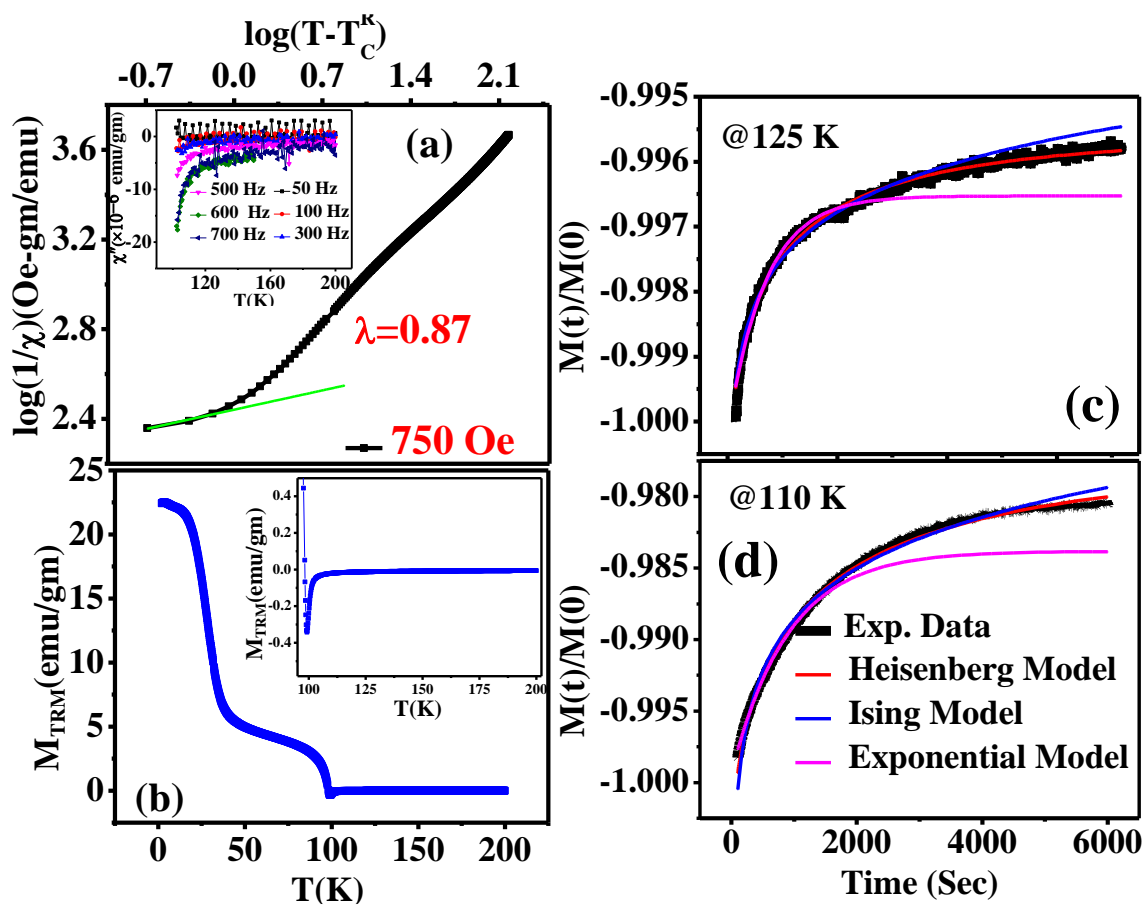 log(T-T_C^R)
-0.7 0.0 0.7 1.4 2.1
log(1/χ)(Oe-gm/emu)
3.6
3.2
2.8
2.4
(a)
λ=0.87
750 Oe
χ''(×10⁻⁶ emu/gm)
0
-10
-20
500 Hz 50 Hz
600 Hz 100 Hz
700 Hz 300 Hz
120 160 200
T(K)
M_TRM(emu/gm)
25
20
15
10
5
0
(b)
0 50 100 150 200
T(K)
M_TRM(emu/gm)
0.4
0.2
0.0
-0.2
-0.4
100 125 150 175 200
T(K)
M(t)/M(0)
-0.995
-0.996
-0.997
-0.998
-0.999
-1.000
@125 K
(c)
M(t)/M(0)
-0.980
-0.985
-0.990
-0.995
-1.000
@110 K
(d)
Exp. Data
Heisenberg Model
Ising Model
Exponential Model
0 2000 4000 6000
Time (Sec)